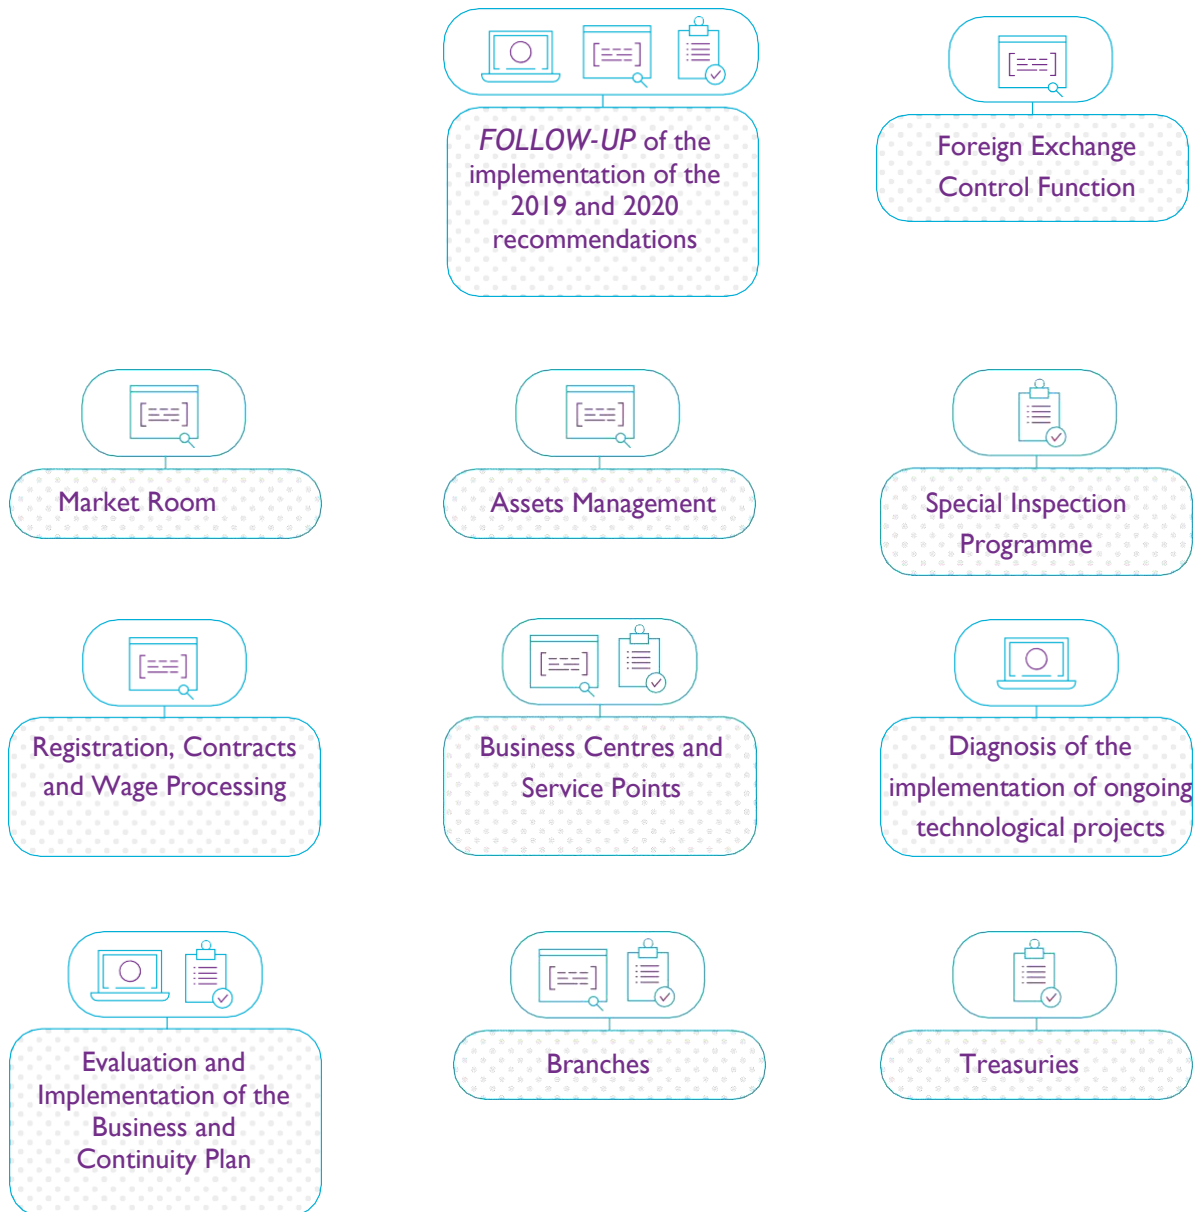 FOLLOW-UP of the
implementation of the
2019 and 2020
recommendations
Foreign Exchange
Control Function
Market Room
Assets Management
Special Inspection
Programme
Registration, Contracts
and Wage Processing
Business Centres and
Service Points
Diagnosis of the
implementation of ongoing
technological projects
Evaluation and
Implementation of the
Business and
Continuity Plan
Branches
Treasuries